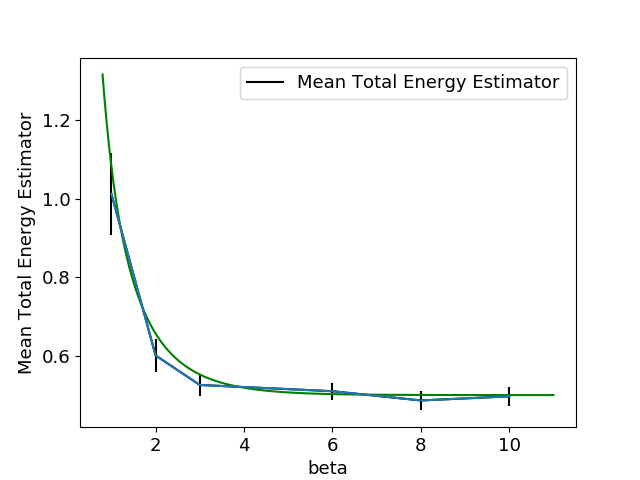 Mean Total Energy Estimator
Mean Total Energy Estimator
1.2
1.0
0.8
0.6
2 4 6 8 10
beta